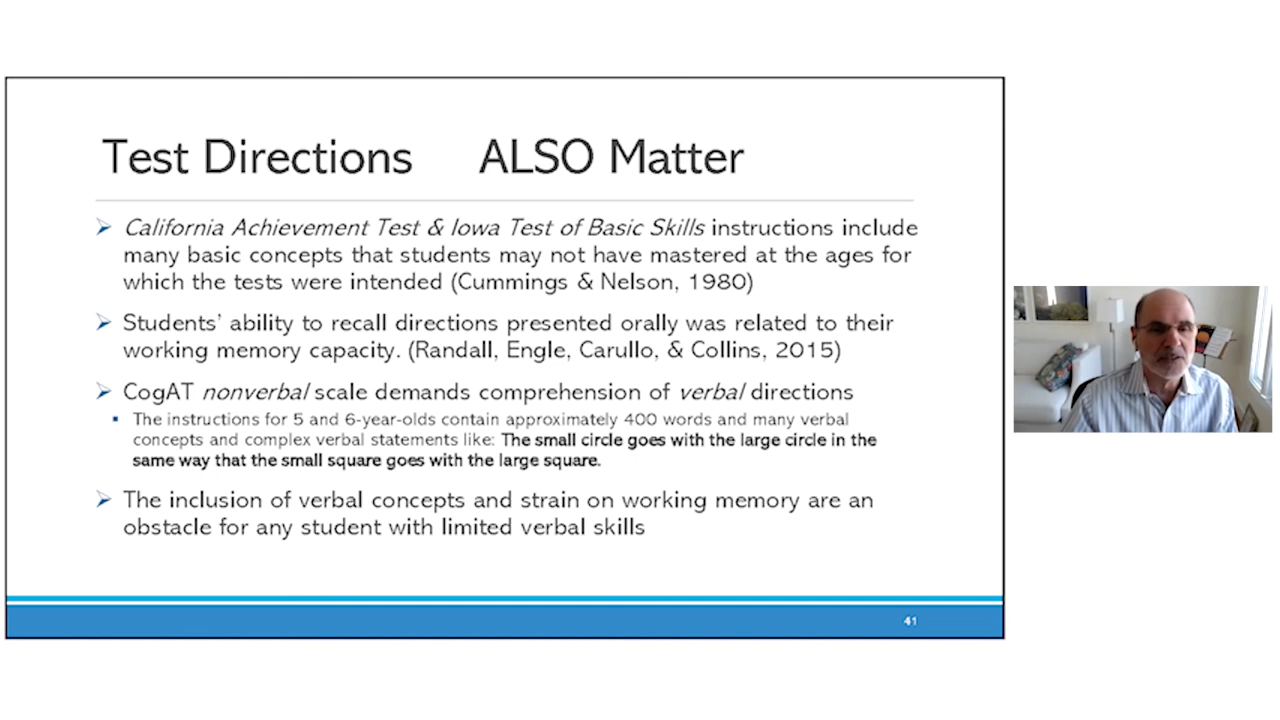 Test Directions ALSO Matter
California Achievement Test & Iowa Test of Basic Skills instructions include
many basic concepts that students may not have mastered at the ages for
which the tests were intended (Cummings & Nelson, 1980)
Students' ability to recall directions presented orally was related to their
working memory capacity. (Randall, Engle, Carullo, & Collins, 2015)
CogAT nonverbal scale demands comprehension of verbal directions
The instructions for 5 and 6-year-olds contain approximately 400 words and many verbal
concepts and complex verbal statements like: The small circle goes with the large circle in the
same way that the small square goes with the large square.
The inclusion of verbal concepts and strain on working memory are an
obstacle for any student with limited verbal skills
41